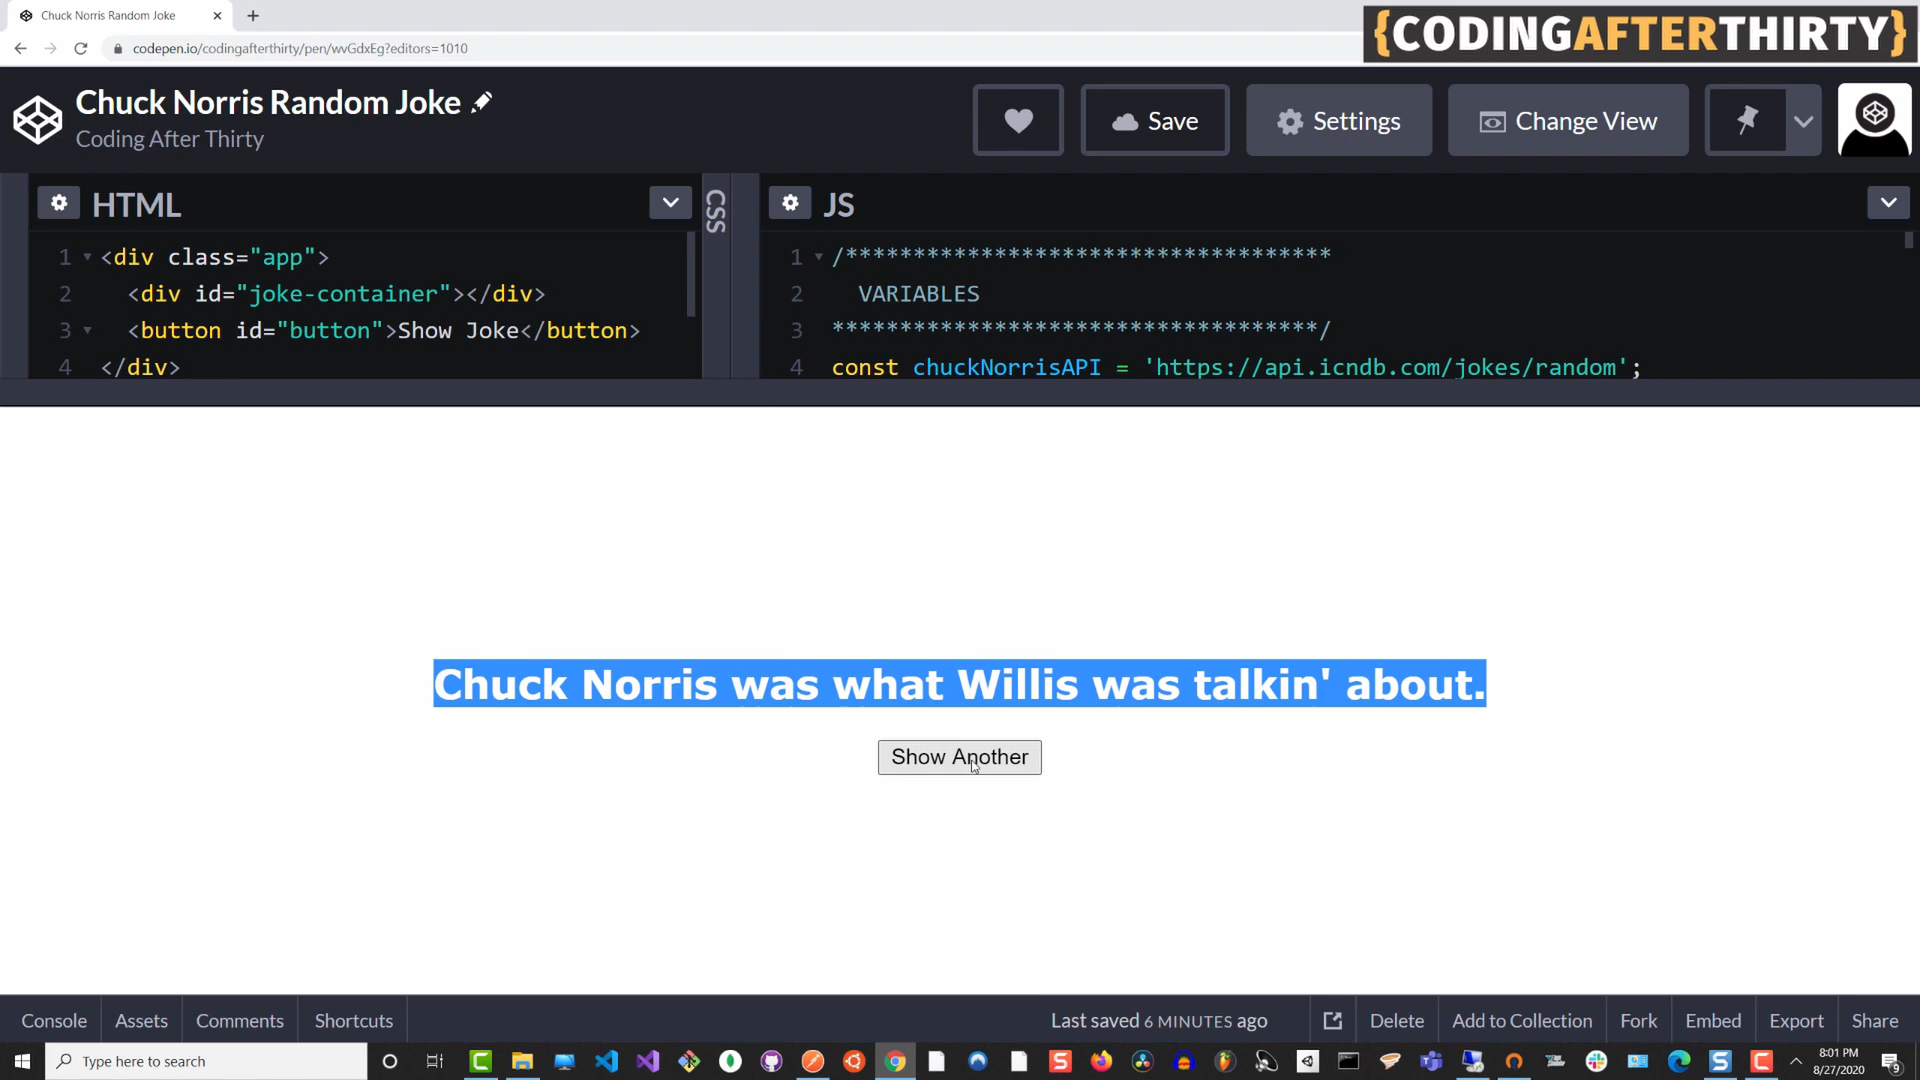 Chuck Norris Random Joke
codepen.io/codingafterthirty/pen/wvGdxEg?editors=1010
{CODINGAFTERTHIRTY}
Chuck Norris Random Joke
Coding After Thirty
Save
Settings
Change View
HTML
CSS
JS
1 <div class="app">
2 <div id="joke-container"></div>
3 <button id="button">Show Joke</button>
4 </div>
1 /************************************
2 VARIABLES
3 ************************************/
4 const chuckNorrisAPI = 'https://api.icndb.com/jokes/random';
Chuck Norris was what Willis was talkin' about.
Show Another
Console
Assets
Comments
Shortcuts
Last saved 6 MINUTES ago
Delete
Add to Collection
Fork
Embed
Export
Share
Type here to search
8:01 PM
8/27/2020